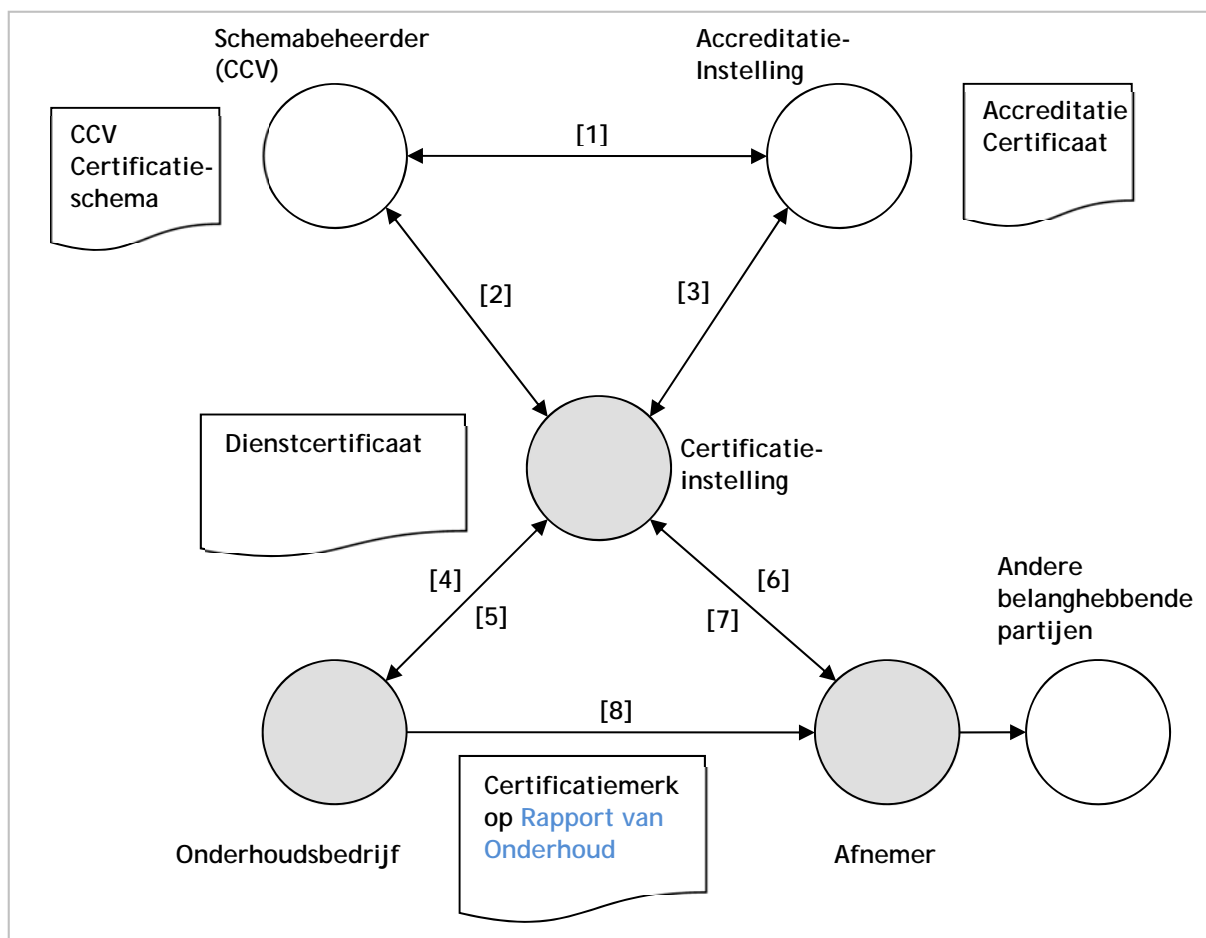 Schemabeheerder
(CCV)
Accreditatie-
Instelling
CCV
Certificatie-
schema
[1]
Accreditatie
Certificaat
[2]
[3]
Dienstcertificaat
Certificatie-
instelling
[4]
[5]
[6]
[7]
Andere
belanghebbende
partijen
[8]
Certificatiemerk
op Rapport van
Onderhoud
Onderhoudsbedrijf
Afnemer